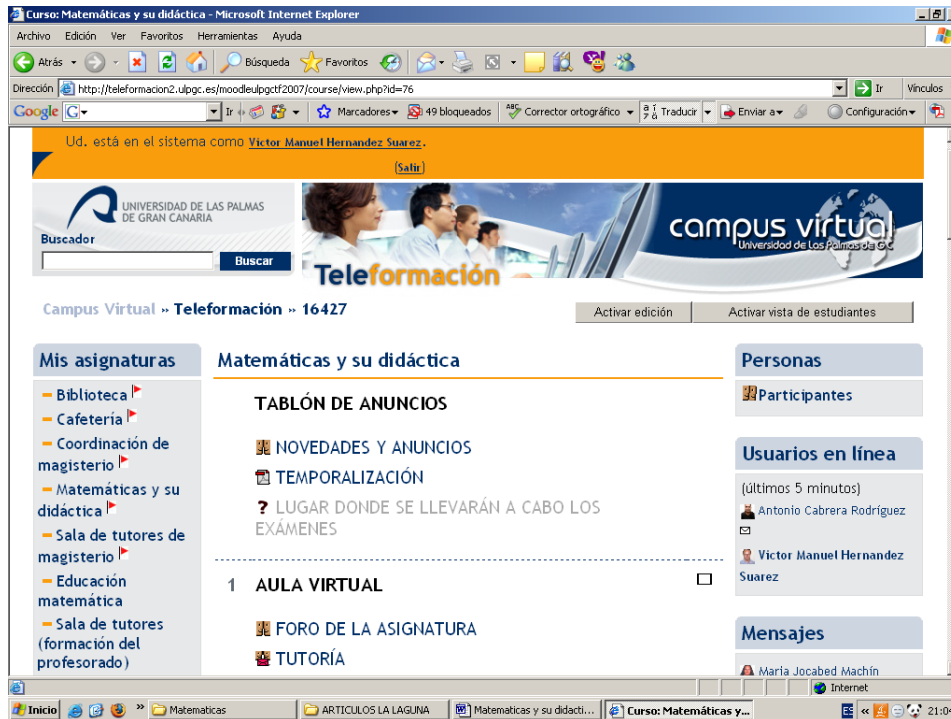 Curso: Matemáticas y su didáctica - Microsoft Internet Explorer
Archivo Edición Ver Favoritos Herramientas Ayuda
Atrás Búsqueda Favoritos
Dirección http://teleformacion2.ulpgc.es/moodleulpgctf2007/course/view.php?id=76 Ir Vínculos
Google G Ir Marcadores 49 bloqueados ABC Corrector ortográfico Traducir Enviar a Configuración
Ud. está en el sistema como Victor Manuel Hernandez Suarez.
(Salir)
UNIVERSIDAD DE LAS PALMAS
DE GRAN CANARIA
Buscador
Buscar
Teleformación
campus virtual
Universidad de Las Palmas de GC
Campus Virtual » Teleformación » 16427
Activar edición Activar vista de estudiantes
Mis asignaturas
Biblioteca
Cafetería
Coordinación de
magisterio
Matemáticas y su
didáctica
Sala de tutores de
magisterio
Educación
matemática
Sala de tutores
(formación del
profesorado)
Matemáticas y su didáctica
TABLÓN DE ANUNCIOS
NOVEDADES Y ANUNCIOS
TEMPORALIZACIÓN
? LUGAR DONDE SE LLEVARÁN A CABO LOS
EXÁMENES
1 AULA VIRTUAL
FORO DE LA ASIGNATURA
TUTORÍA
Personas
Participantes
Usuarios en línea
(últimos 5 minutos)
Antonio Cabrera Rodríguez
Victor Manuel Hernandez
Suarez
Mensajes
Maria Jocabed Machín
Internet
Inicio » Matematicas ARTICULOS LA LAGUNA Matematicas y su didacti... Curso: Matemáticas y... ES « 21:0